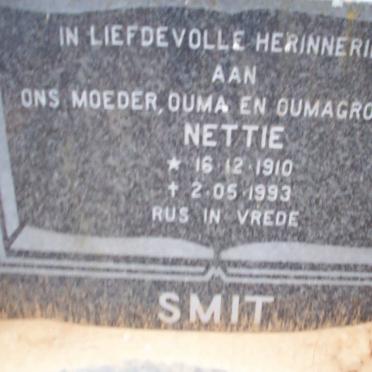 IN LIEFDEVOLLE
AAN
ONS MOEDER, OUMA EN
NETTIE
★ 16·12·1910
✝ 2·05·1993
RUS IN VREDE
SMIT